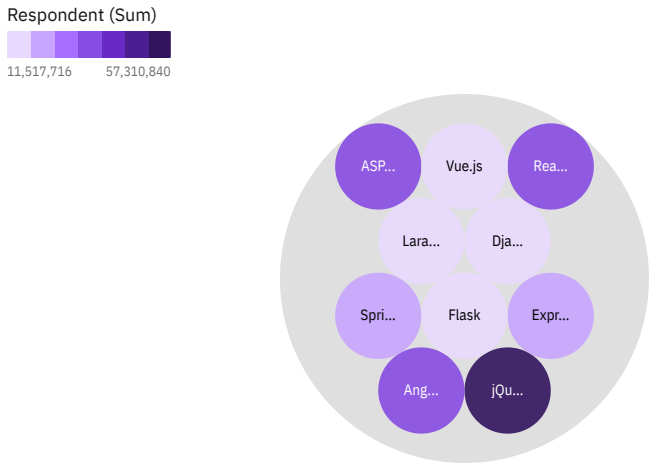 Respondent (Sum)
11,517,716 57,310,840
ASP... Vue.js Rea...
Lara... Dja...
Spri... Flask Expr...
Ang... jQu...